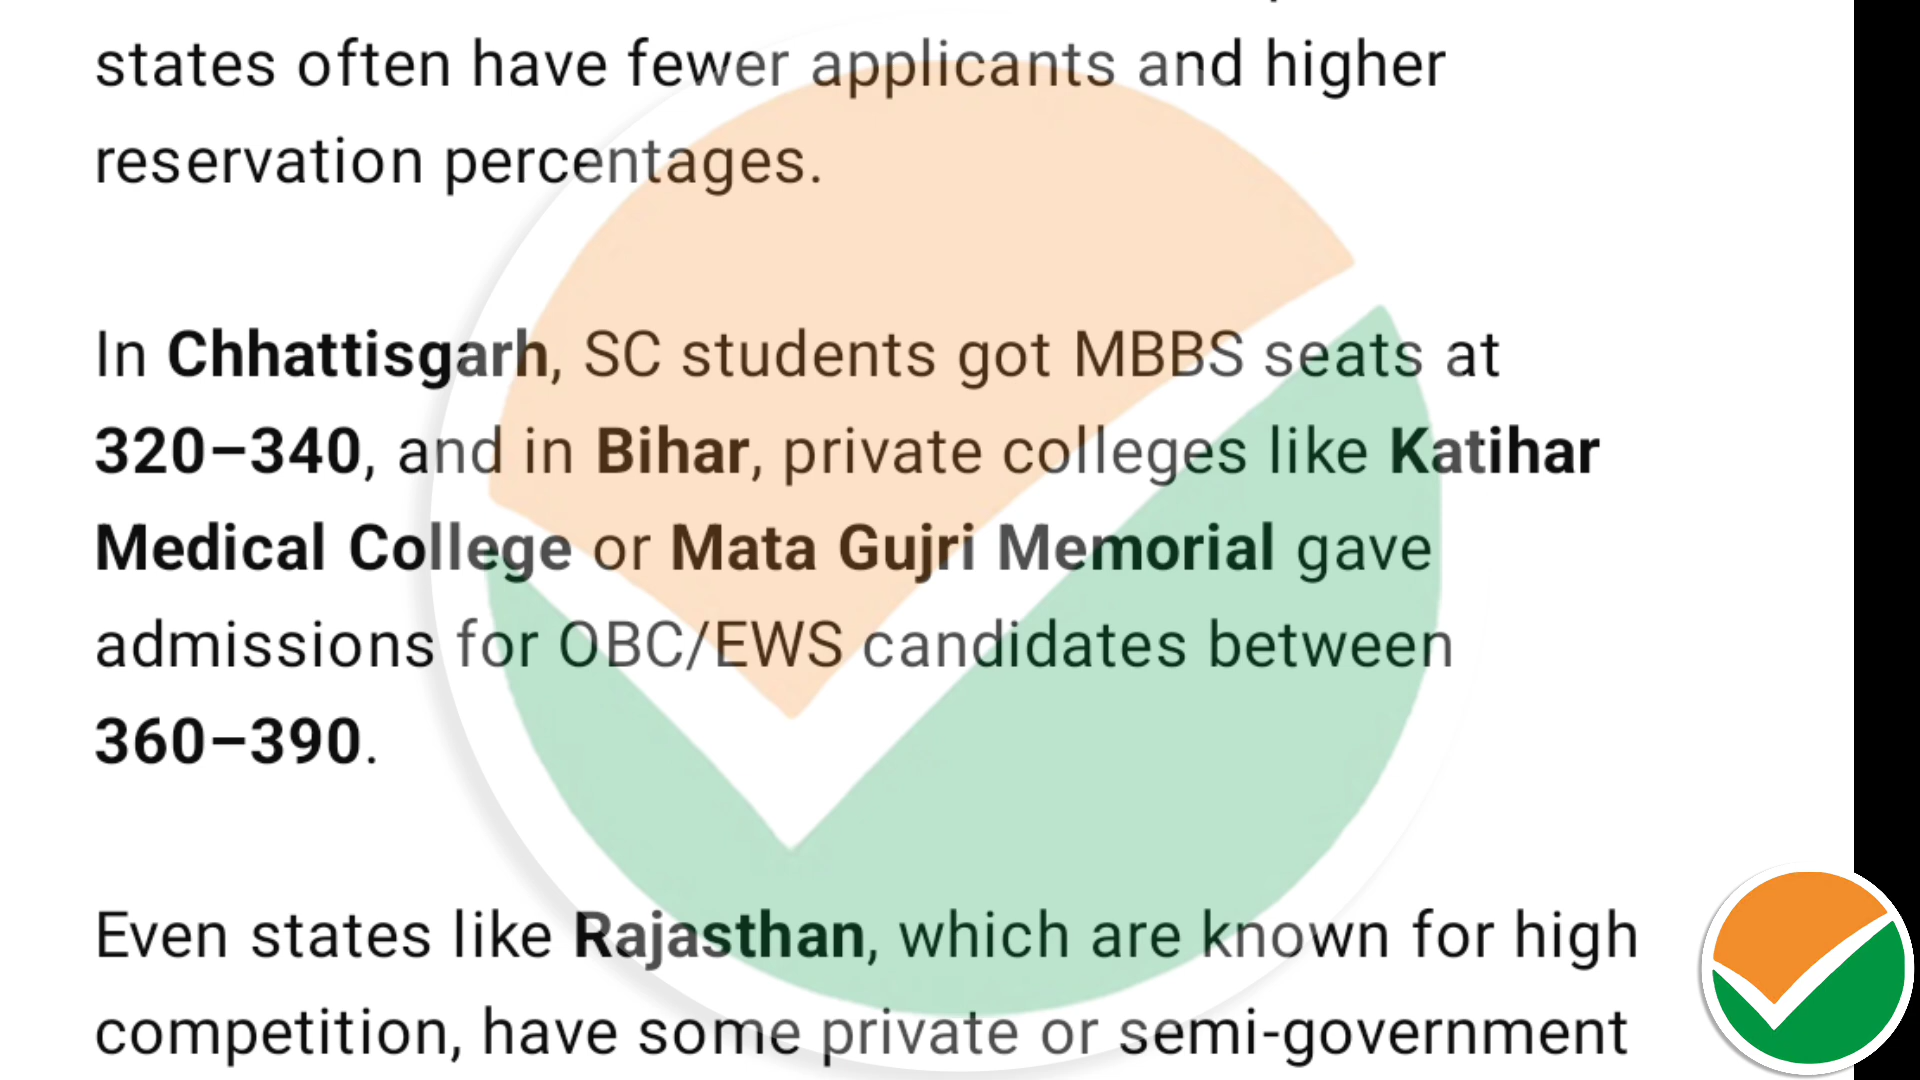 states often have fewer applicants and higher
reservation percentages.
In Chhattisgarh, SC students got MBBS seats at
320–340, and in Bihar, private colleges like Katihar
Medical College or Mata Gujri Memorial gave
admissions for OBC/EWS candidates between
360–390.
Even states like Rajasthan, which are known for high
competition, have some private or semi-government